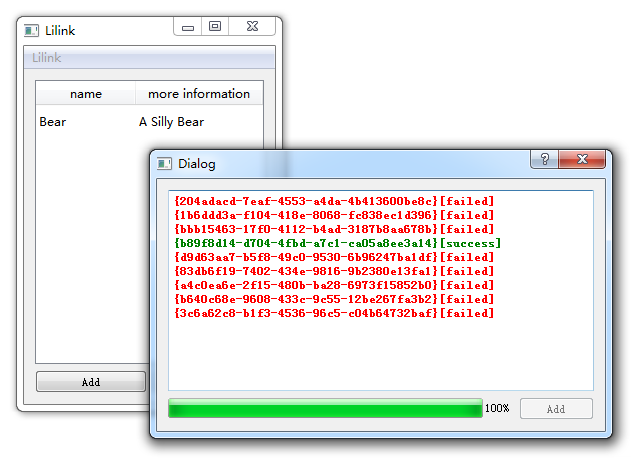 Lilink
Lilink
name more information
Bear A Silly Bear
Add
Dialog
{204adacd-7eaf-4553-a4da-4b413600be8c}[failed]
{1b6ddd3a-f104-418e-8068-fc838ec1d396}[failed]
{bbb15463-17f0-4112-b4ad-3187b8aa678b}[failed]
{b89f8d14-d704-4fbd-a7c1-ca05a8ee3a14}[success]
{d9d63aa7-b5f8-49c0-9530-6b96247ba1df}[failed]
{83db6f19-7402-434e-9816-9b2380e13fa1}[failed]
{a4c0ea6e-2f15-480b-ba28-6973f15852b0}[failed]
{b640c68e-9608-433c-9c55-12be267fa3b2}[failed]
{3c6a62c8-b1f3-4536-96c5-c04b64732baf}[failed]
100% Add